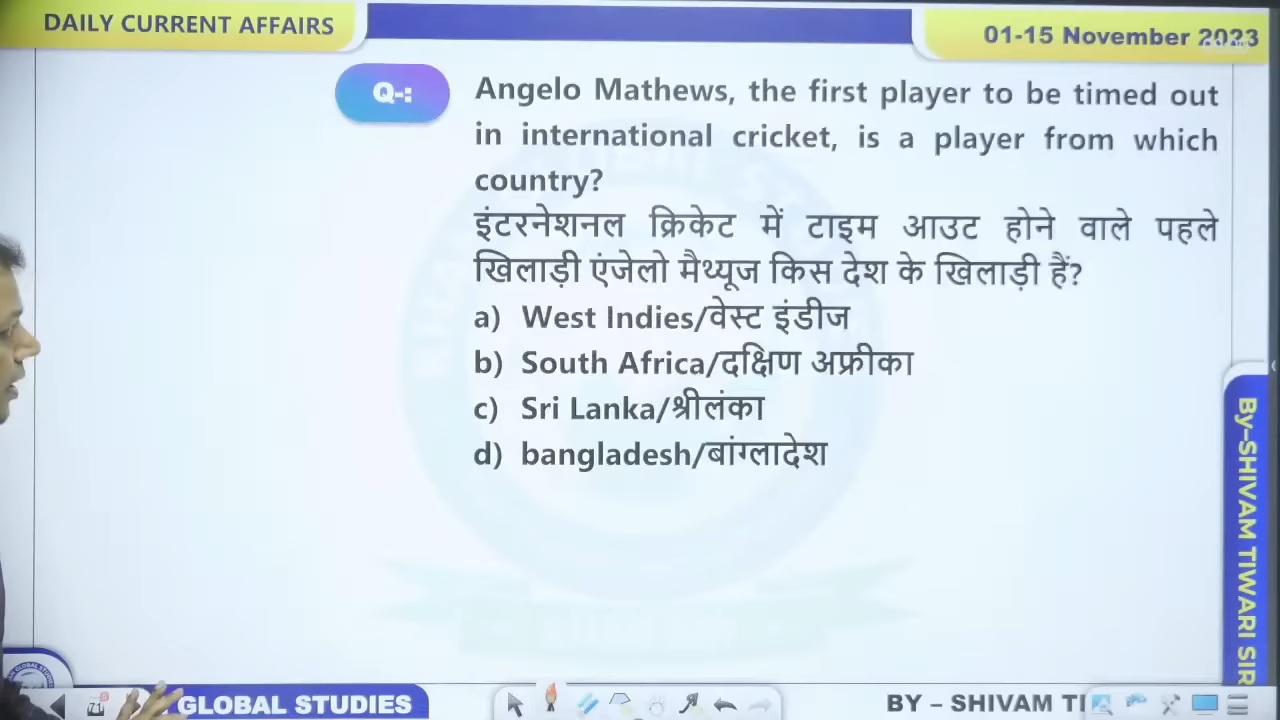 DAILY CURRENT AFFAIRS
01-15 November 2023
Q-:
Angelo Mathews, the first player to be timed out
in international cricket, is a player from which
country?
इंटरनेशनल क्रिकेट में टाइम आउट होने वाले पहले
खिलाड़ी एंजेलो मैथ्यूज किस देश के खिलाड़ी हैं?
a) West Indies/वेस्ट इंडीज
b) South Africa/दक्षिण अफ्रीका
c) Sri Lanka/श्रीलंका
d) bangladesh/बांग्लादेश
By-SHIVAM TIWARI SIR
GLOBAL STUDIES
BY – SHIVAM TI